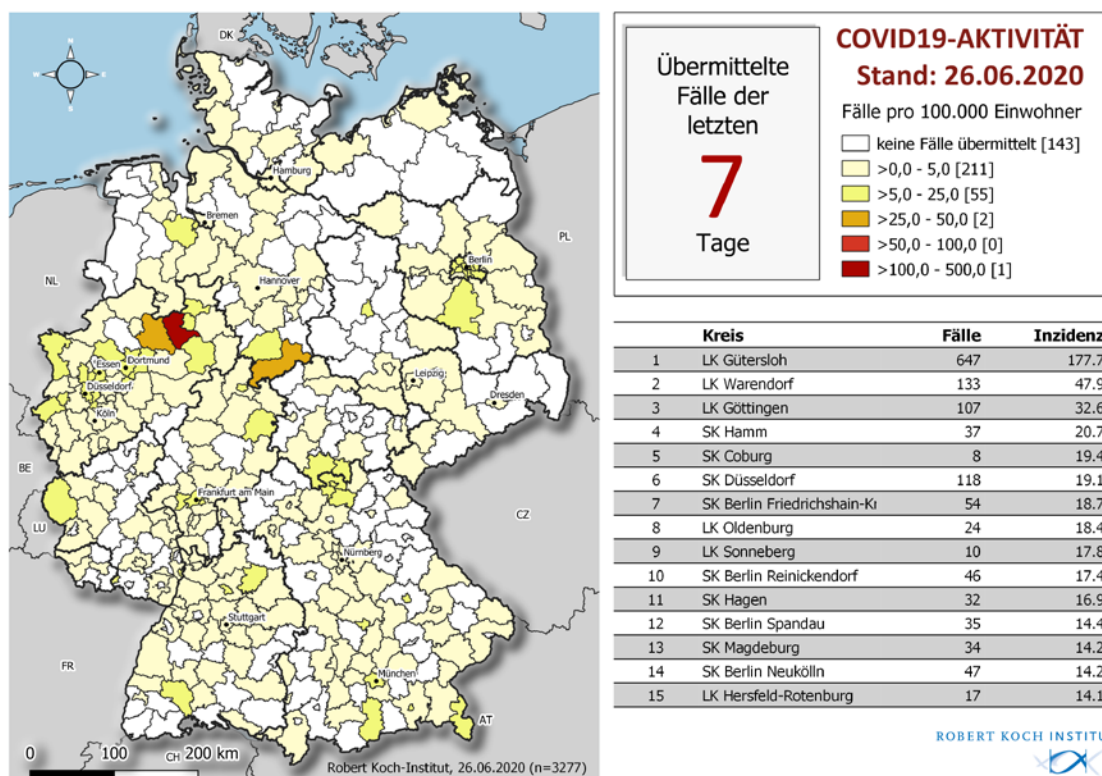 DK
N
W
E
S
Hamburg
Bremen
PL
Berlin
NL
Hannover
Essen
Dortmund
Düsseldorf
Leipzig
Dresden
Köln
BE
Frankfurt am Main
LU
CZ
Nürnberg
Stuttgart
FR
München
AT
CH
0 100 200 km
Robert Koch-Institut, 26.06.2020 (n=3277)
Übermittelte
Fälle der
letzten
7
Tage
COVID19-AKTIVITÄT
Stand: 26.06.2020
Fälle pro 100.000 Einwohner
keine Fälle übermittelt [143]
>0,0 - 5,0 [211]
>5,0 - 25,0 [55]
>25,0 - 50,0 [2]
>50,0 - 100,0 [0]
>100,0 - 500,0 [1]
Kreis Fälle Inzidenz
1 LK Gütersloh 647 177.7
2 LK Warendorf 133 47.9
3 LK Göttingen 107 32.6
4 SK Hamm 37 20.7
5 SK Coburg 8 19.4
6 SK Düsseldorf 118 19.1
7 SK Berlin Friedrichshain-Kr 54 18.7
8 LK Oldenburg 24 18.4
9 LK Sonneberg 10 17.8
10 SK Berlin Reinickendorf 46 17.4
11 SK Hagen 32 16.9
12 SK Berlin Spandau 35 14.4
13 SK Magdeburg 34 14.2
14 SK Berlin Neukölln 47 14.2
15 LK Hersfeld-Rotenburg 17 14.1
ROBERT KOCH INSTITU